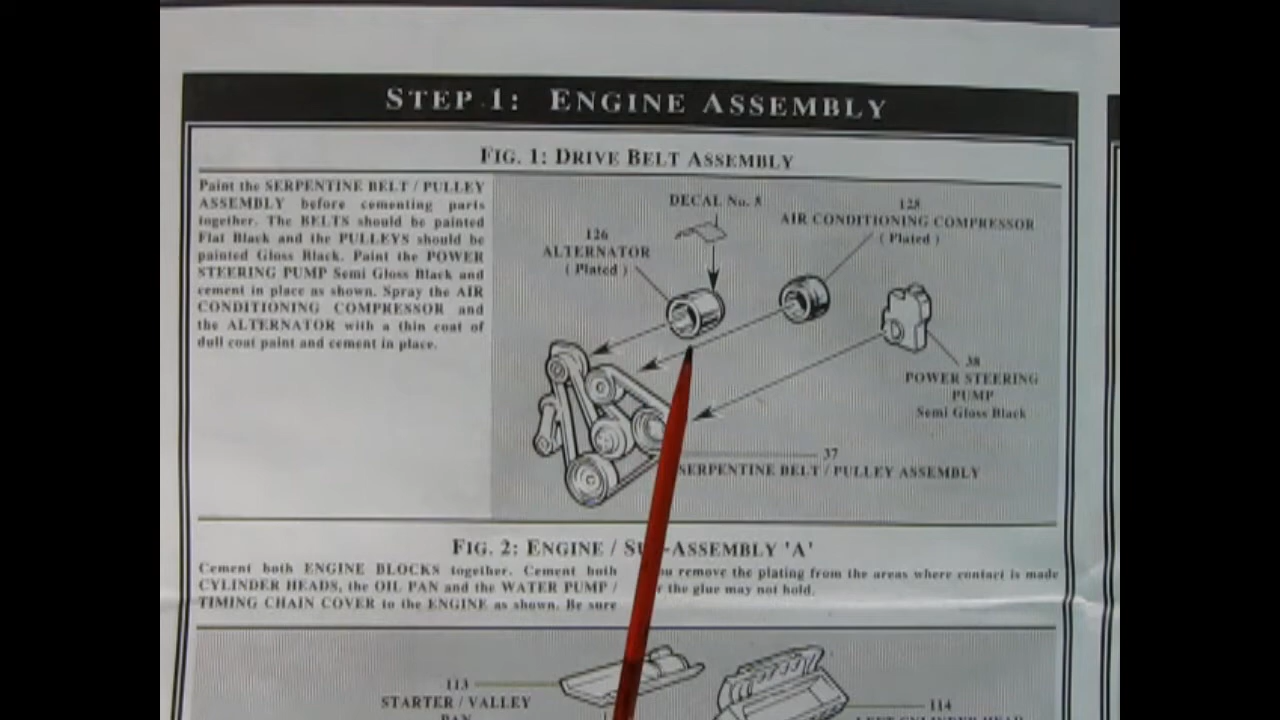 STEP 1: ENGINE ASSEMBLY
FIG. 1: DRIVE BELT ASSEMBLY
Paint the SERPENTINE BELT / PULLEY
ASSEMBLY before cementing parts
together. The BELTS should be painted
Flat Black and the PULLEYS should be
painted Gloss Black. Paint the POWER
STEERING PUMP Semi Gloss Black and
cement in place as shown. Spray the AIR
CONDITIONING COMPRESSOR and
the ALTERNATOR with a thin coat of
dull coat paint and cement in place.
DECAL No. 8
126
ALTERNATOR
( Plated )
125
AIR CONDITIONING COMPRESSOR
( Plated )
38
POWER STEERING
PUMP
Semi Gloss Black
37
SERPENTINE BELT / PULLEY ASSEMBLY
FIG. 2: ENGINE / SUB-ASSEMBLY 'A'
Cement both ENGINE BLOCKS together. Cement both
CYLINDER HEADS, the OIL PAN and the WATER PUMP /
TIMING CHAIN COVER to the ENGINE as shown. Be sure
you remove the plating from the areas where contact is made
the glue may not hold.
113
STARTER / VALLEY
PAN
114
LEFT CYLINDER HEAD